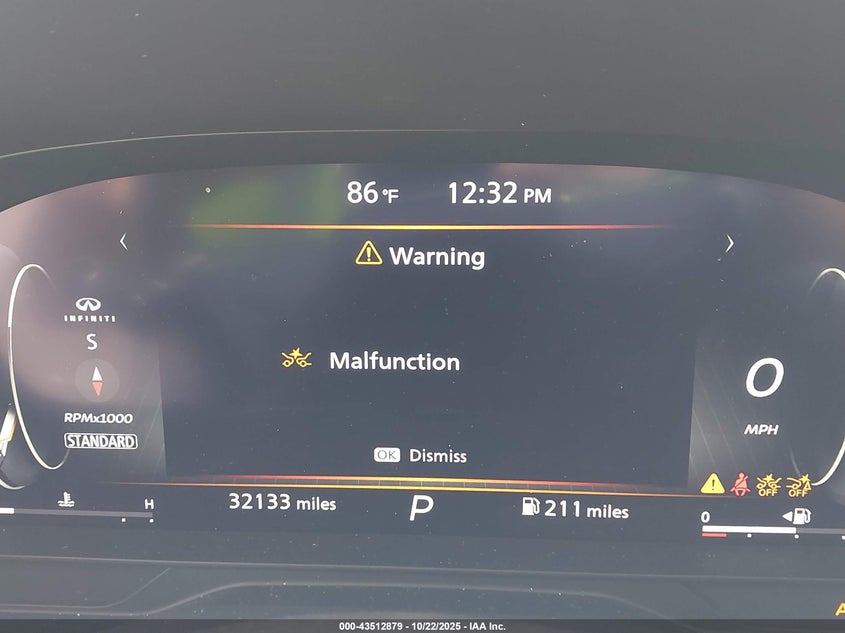 86 °F 12:32 PM
Warning
INFINITI
S
Malfunction
0
RPMx1000
MPH
STANDARD
OK Dismiss
OFF OFF
32133 miles P 211 miles
H
0
000-43512879 - 10/22/2025 - IAA Inc.